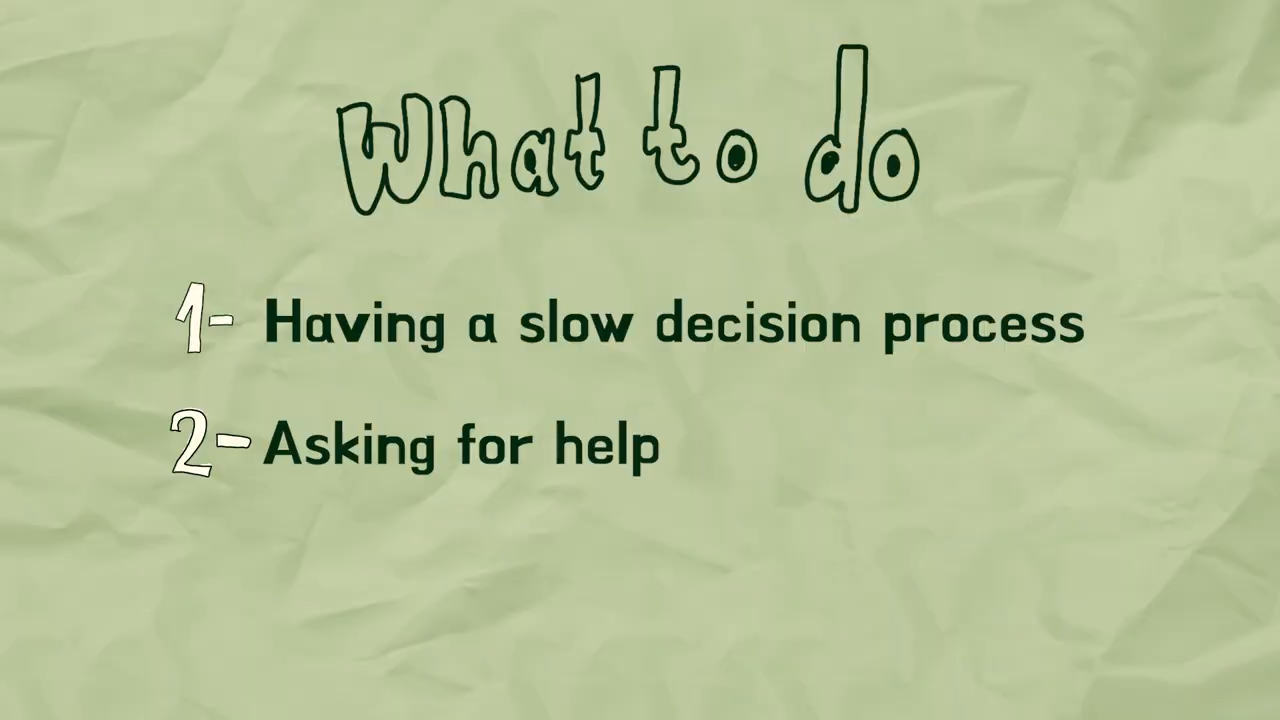 What to do
1- Having a slow decision process
2- Asking for help